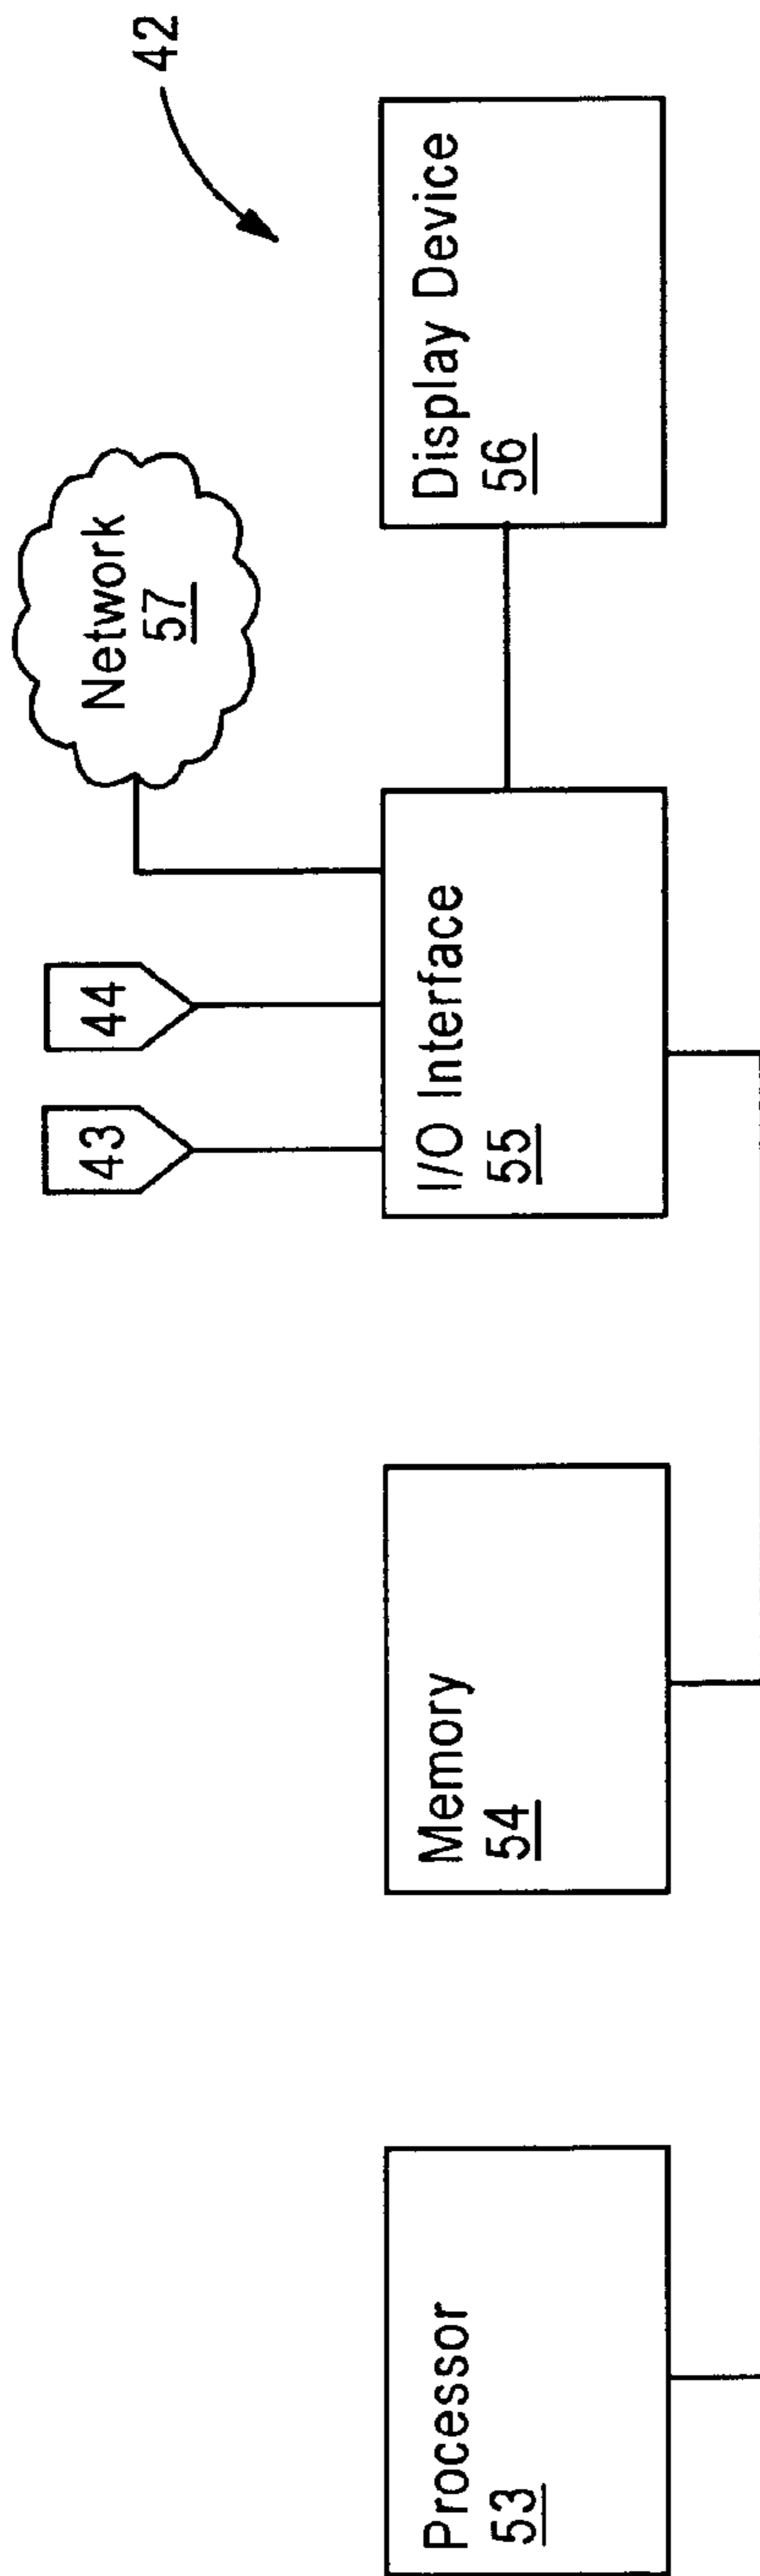 42
Network
57
44
43
Display Device
56
I/O Interface
55
Memory
54
Processor
53